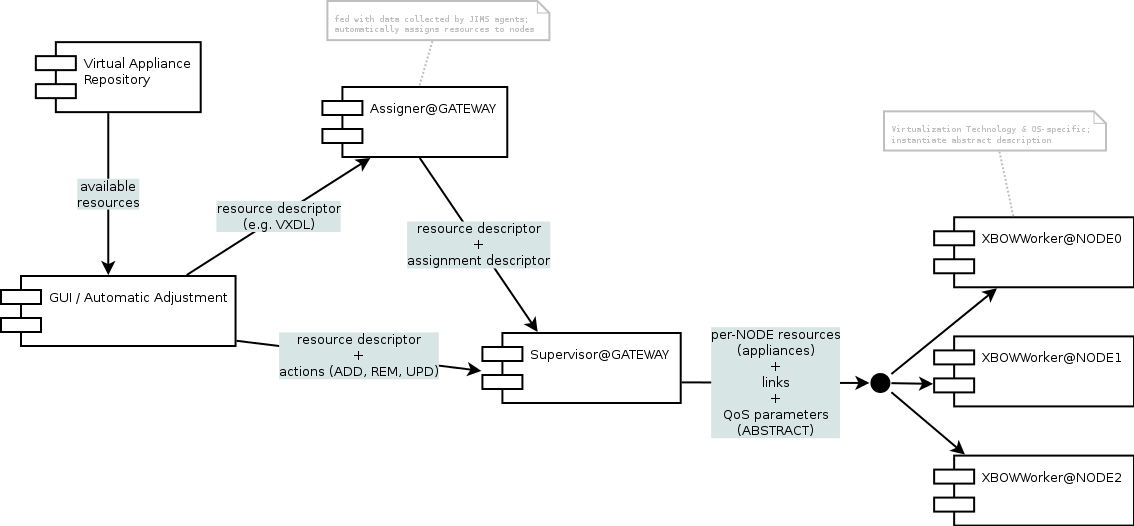 fed with data collected by JIMS agents;
automatically assigns resources to nodes
Virtual Appliance
Repository
Assigner@GATEWAY
Virtualization Technology & OS-specific;
instantiate abstract description
available
resources
resource descriptor
(e.g. VXDL)
resource descriptor
+
assignment descriptor
XBOWWorker@NODE0
GUI / Automatic Adjustment
resource descriptor
+
actions (ADD, REM, UPD)
Supervisor@GATEWAY
per-NODE resources
(appliances)
+
links
+
QoS parameters
(ABSTRACT)
XBOWWorker@NODE1
XBOWWorker@NODE2